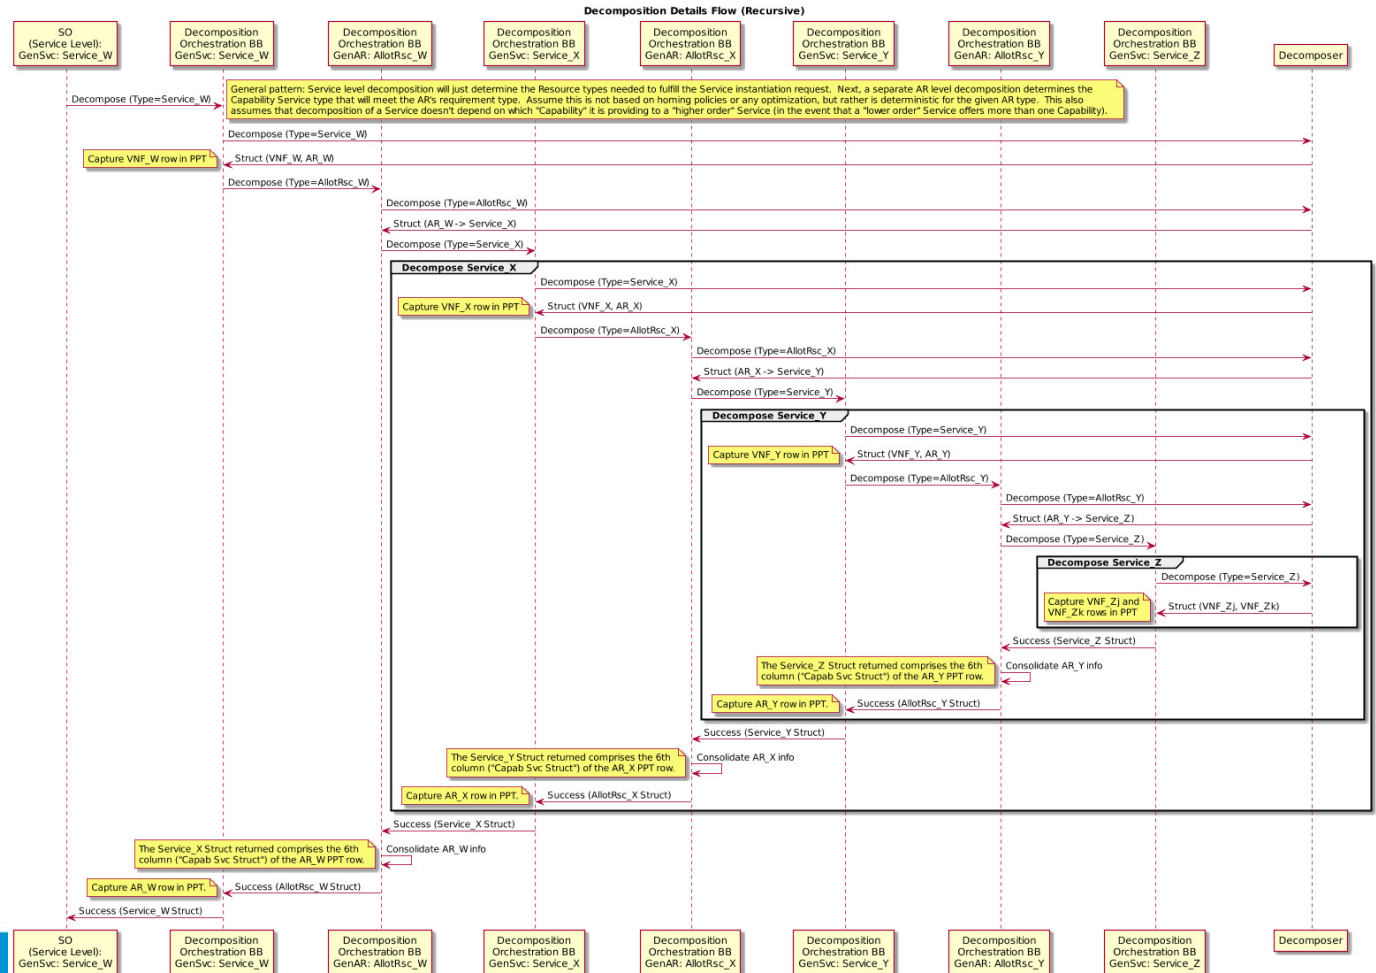 Decomposition Details Flow (Recursive)
SO
(Service Level):
GenSvc: Service_W
Decomposition
Orchestration BB
GenSvc: Service_W
Decomposition
Orchestration BB
GenAR: AllotRsc_W
Decomposition
Orchestration BB
GenSvc: Service_X
Decomposition
Orchestration BB
GenAR: AllotRsc_X
Decomposition
Orchestration BB
GenSvc: Service_Y
Decomposition
Orchestration BB
GenAR: AllotRsc_Y
Decomposition
Orchestration BB
GenSvc: Service_Z
Decomposer
Decompose (Type=Service_W)
General pattern: Service level decomposition will just determine the Resource types needed to fulfill the Service instantiation request. Next, a separate AR level decomposition determines the
Capability Service type that will meet the AR's requirement type. Assume this is not based on homing policies or any optimization, but rather is deterministic for the given AR type. This also
assumes that decomposition of a Service doesn't depend on which "Capability" it is providing to a "higher order" Service (in the event that a "lower order" Service offers more than one Capability).
Decompose (Type=Service_W)
Capture VNF_W row in PPT
Struct (VNF_W, AR_W)
Decompose (Type=AllotRsc_W)
Decompose (Type=AllotRsc_W)
Struct (AR_W -> Service_X)
Decompose (Type=Service_X)
Decompose Service_X
Decompose (Type=Service_X)
Capture VNF_X row in PPT
Struct (VNF_X, AR_X)
Decompose (Type=AllotRsc_X)
Decompose (Type=AllotRsc_X)
Struct (AR_X -> Service_Y)
Decompose (Type=Service_Y)
Decompose Service_Y
Decompose (Type=Service_Y)
Capture VNF_Y row in PPT
Struct (VNF_Y, AR_Y)
Decompose (Type=AllotRsc_Y)
Decompose (Type=AllotRsc_Y)
Struct (AR_Y -> Service_Z)
Decompose (Type=Service_Z)
Decompose Service_Z
Decompose (Type=Service_Z)
Capture VNF_Zj and
VNF_Zk rows in PPT
Struct (VNF_Zj, VNF_Zk)
Success (Service_Z Struct)
The Service_Z Struct returned comprises the 6th
column ("Capab Svc Struct") of the AR_Y PPT row.
Consolidate AR_Y info
Capture AR_Y row in PPT.
Success (AllotRsc_Y Struct)
Success (Service_Y Struct)
The Service_Y Struct returned comprises the 6th
column ("Capab Svc Struct") of the AR_X PPT row.
Consolidate AR_X info
Capture AR_X row in PPT.
Success (AllotRsc_X Struct)
Success (Service_X Struct)
The Service_X Struct returned comprises the 6th
column ("Capab Svc Struct") of the AR_W PPT row.
Consolidate AR_W info
Capture AR_W row in PPT.
Success (AllotRsc_W Struct)
Success (Service_W Struct)
SO
(Service Level):
GenSvc: Service_W
Decomposition
Orchestration BB
GenSvc: Service_W
Decomposition
Orchestration BB
GenAR: AllotRsc_W
Decomposition
Orchestration BB
GenSvc: Service_X
Decomposition
Orchestration BB
GenAR: AllotRsc_X
Decomposition
Orchestration BB
GenSvc: Service_Y
Decomposition
Orchestration BB
GenAR: AllotRsc_Y
Decomposition
Orchestration BB
GenSvc: Service_Z
Decomposer